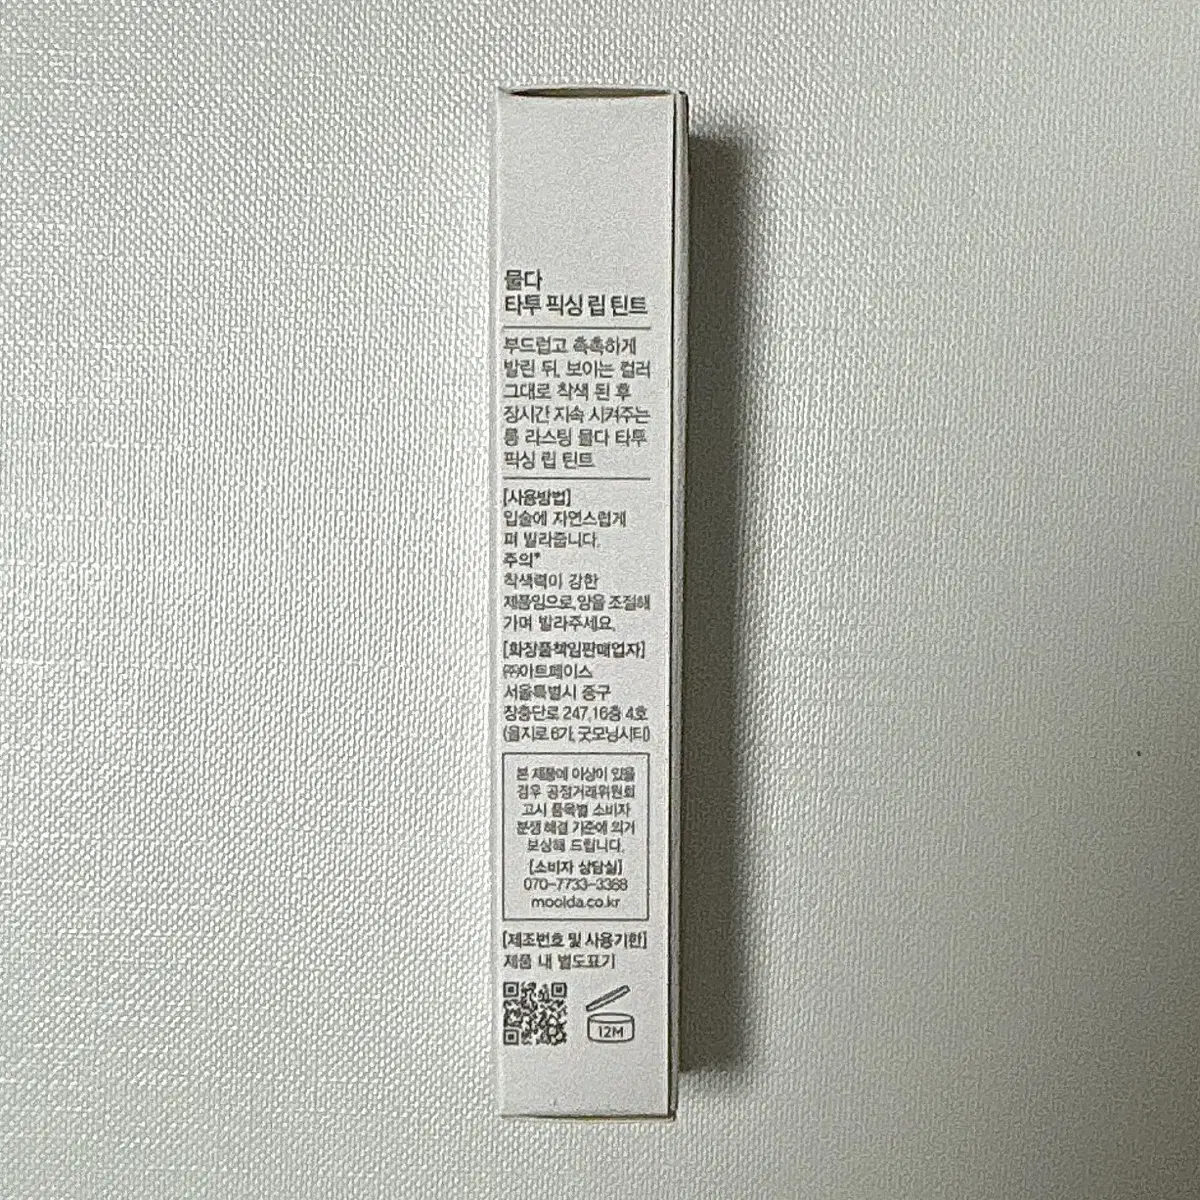 물다
타투 픽싱 립 틴트
부드럽고 촉촉하게
발린 뒤, 보이는 컬러
그대로 착색 된 후
장시간 지속 시켜주는
롱 라스팅 물다 타투
픽싱 립 틴트
[사용방법]
입술에 자연스럽게
펴 발라줍니다.
주의*
착색력이 강한
제품임으로, 양을 조절해
가며 발라주세요.
[화장품책임판매업자]
㈜아트페이스
서울특별시 중구
장충단로 247, 16층 4호
(을지로 6가, 굿모닝시티)
본 제품에 이상이 있을
경우 공정거래위원회
고시 품목별 소비자
분쟁 해결 기준에 의거
보상해 드립니다.
[소비자 상담실]
070-7733-3368
moolda.co.kr
[제조번호 및 사용기한]
제품 내 별도표기
12M